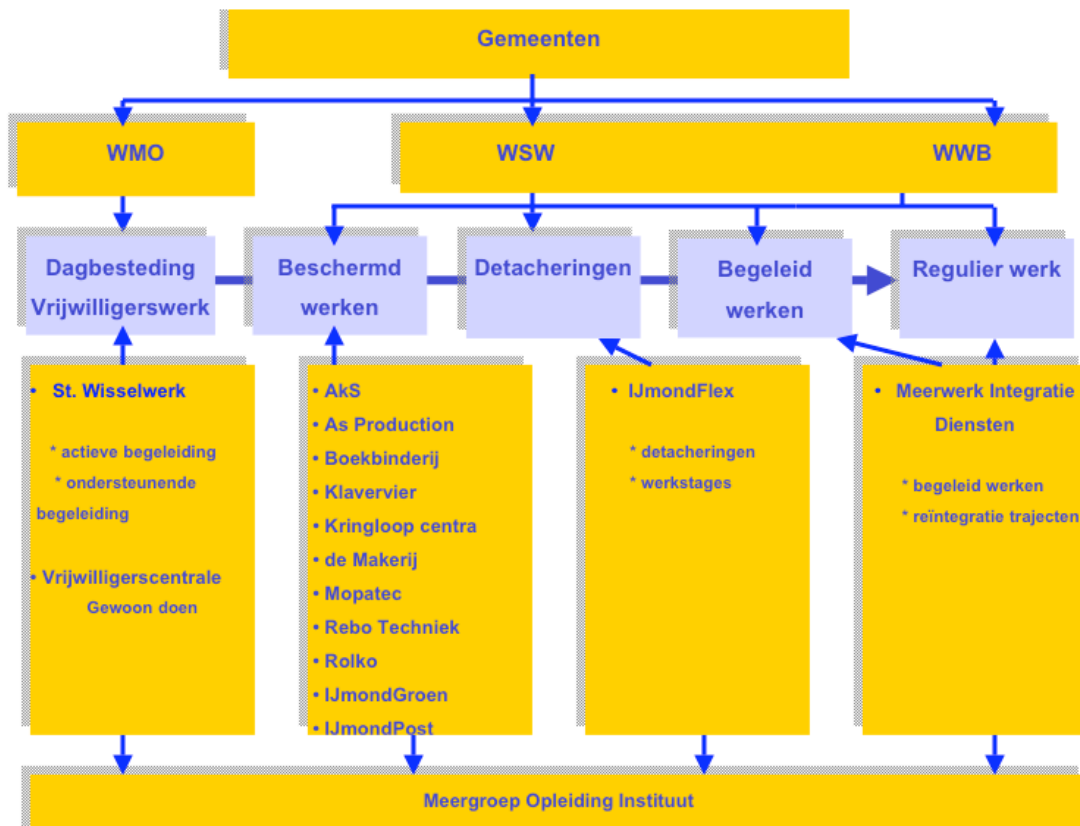 Gemeenten
WMO
WSW
WWB
Dagbesteding
Vrijwilligerswerk
Beschermd
werken
Detacheringen
Begeleid
werken
Regulier werk
• St. Wisselwerk
* actieve begeleiding
* ondersteunende
begeleiding
• Vrijwilligerscentrale
Gewoon doen
• AkS
• As Production
• Boekbinderij
• Klavervier
• Kringloop centra
• de Makerij
• Mopatec
• Rebo Techniek
• Rolko
• IJmondGroen
• IJmondPost
• IJmondFlex
* detacheringen
* werkstages
• Meerwerk Integratie
Diensten
* begeleid werken
* reïntegratie trajecten
Meergroep Opleiding Instituut